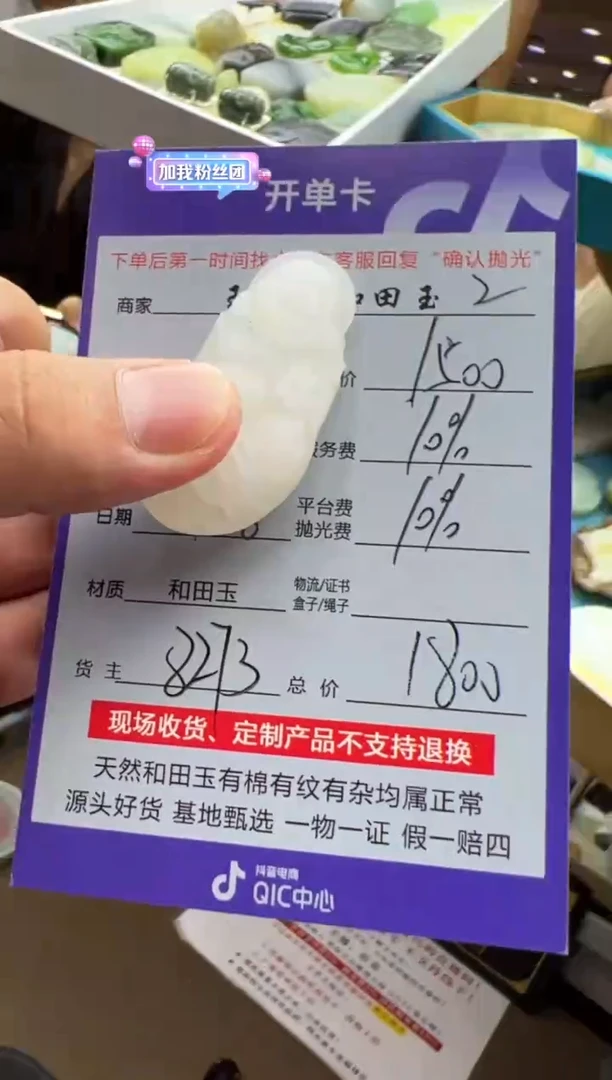 加我粉丝团
开单卡
下单后第一时间找 客服回复 "确认抛光"
商家 和田玉 2
价 1500
服务费 10%
日期 平台费 抛光费 10%
材质 和田玉 物流/证书 盒子/绳子
货主 8273 总价 1800
现场收货、定制产品不支持退换
天然和田玉有棉有纹有杂均属正常
源头好货 基地甄选 一物一证 假一赔四
抖音电商
QIC中心